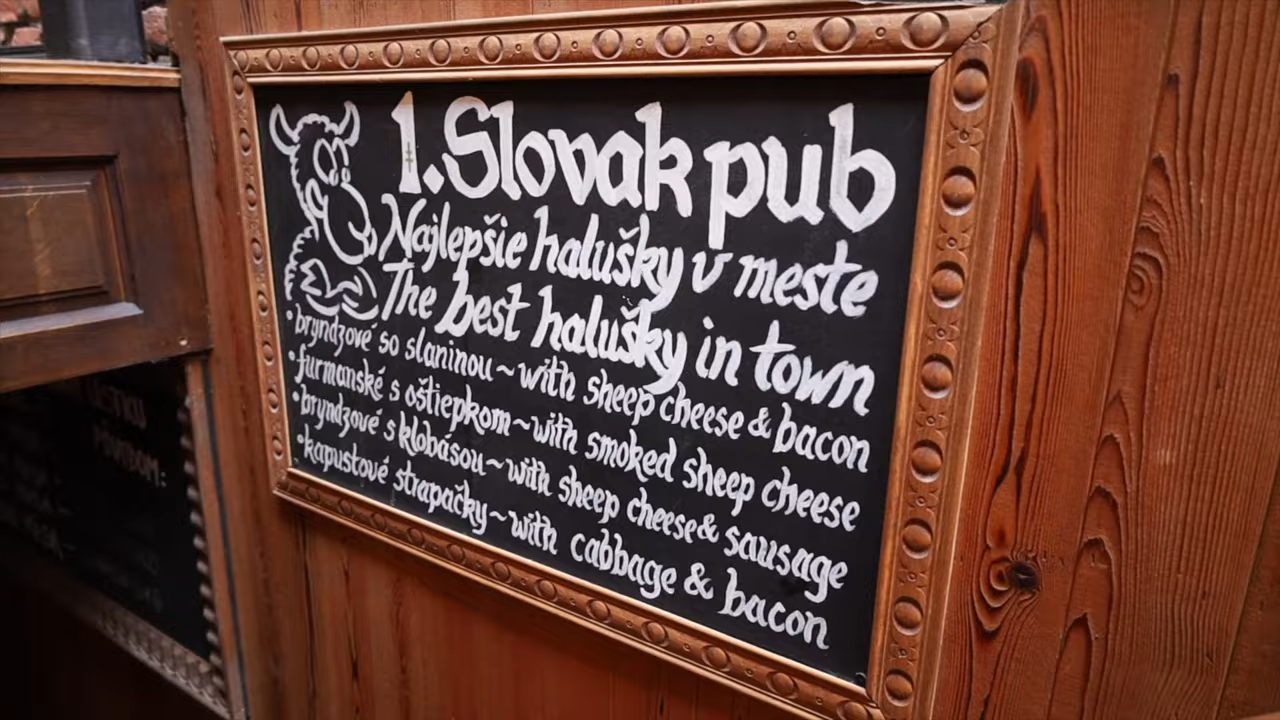 1. Slovak pub
Najlepšie halušky v meste
The best halušky in town
•bryndzové so slaninou~with sheep cheese & bacon
•furmanské s oštiepkom~with smoked sheep cheese
•bryndzové s klobásou~with sheep cheese & sausage
•kapustové strapačky~with cabbage & bacon